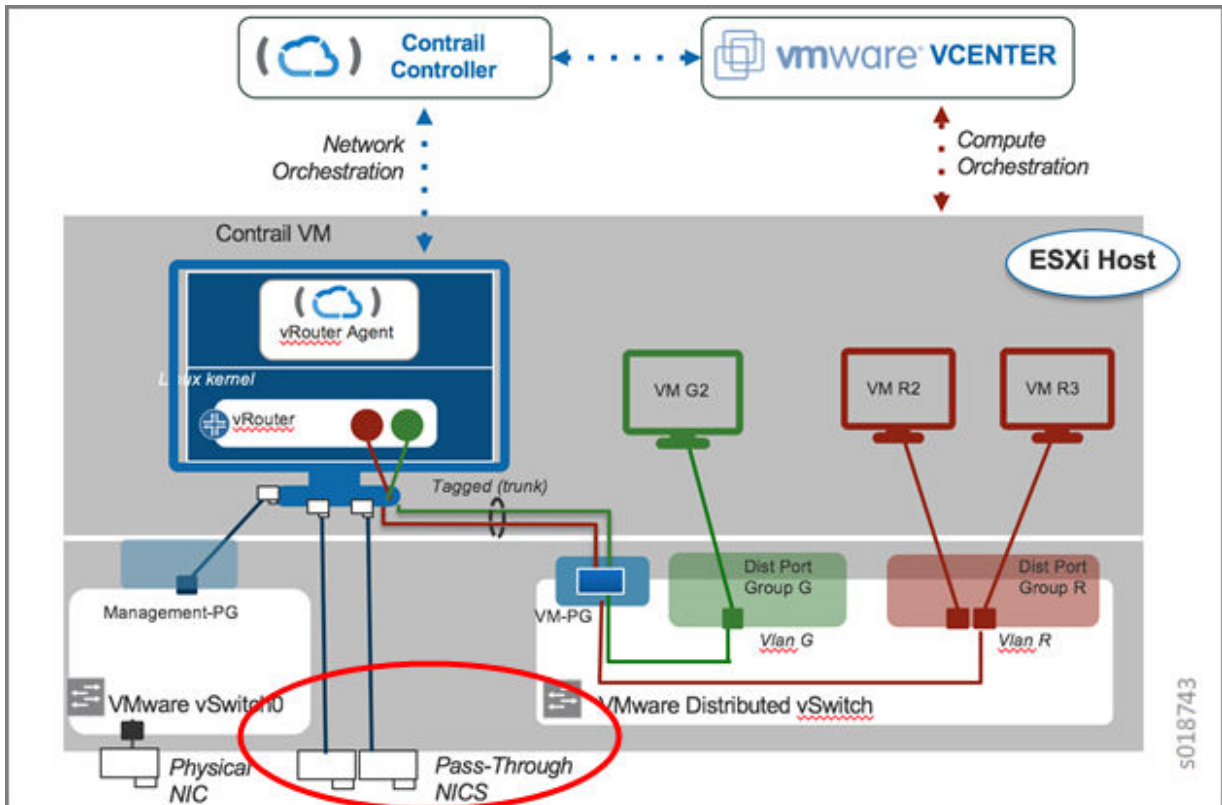 Contrail
Controller
vmware® VCENTER
Network
Orchestration
Compute
Orchestration
Contrail VM
ESXi Host
vRouter Agent
Linux kernel
vRouter
VM G2
VM R2
VM R3
Tagged (trunk)
Management-PG
VM-PG
Dist Port
Group G
Dist Port
Group R
Vlan G
Vlan R
VMware vSwitch0
VMware Distributed vSwitch
Physical
NIC
Pass-Through
NICS
s018743